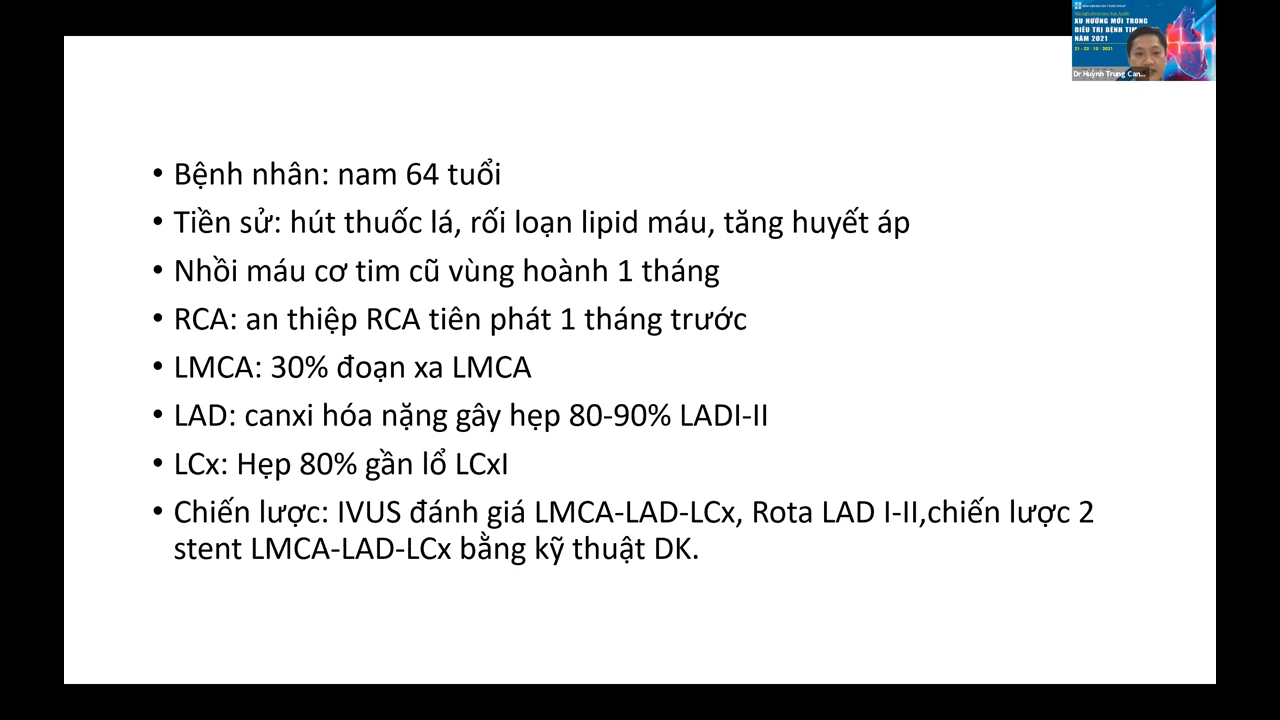 XU HƯỚNG MỚI TRONG
ĐIỀU TRỊ BỆNH TIM
NĂM 2021
Dr Huỳnh Trung Can...
• Bệnh nhân: nam 64 tuổi
• Tiền sử: hút thuốc lá, rối loạn lipid máu, tăng huyết áp
• Nhồi máu cơ tim cũ vùng hoành 1 tháng
• RCA: an thiệp RCA tiên phát 1 tháng trước
• LMCA: 30% đoạn xa LMCA
• LAD: canxi hóa nặng gây hẹp 80-90% LADI-II
• LCx: Hẹp 80% gần lổ LCxI
• Chiến lược: IVUS đánh giá LMCA-LAD-LCx, Rota LAD I-II,chiến lược 2
stent LMCA-LAD-LCx bằng kỹ thuật DK.